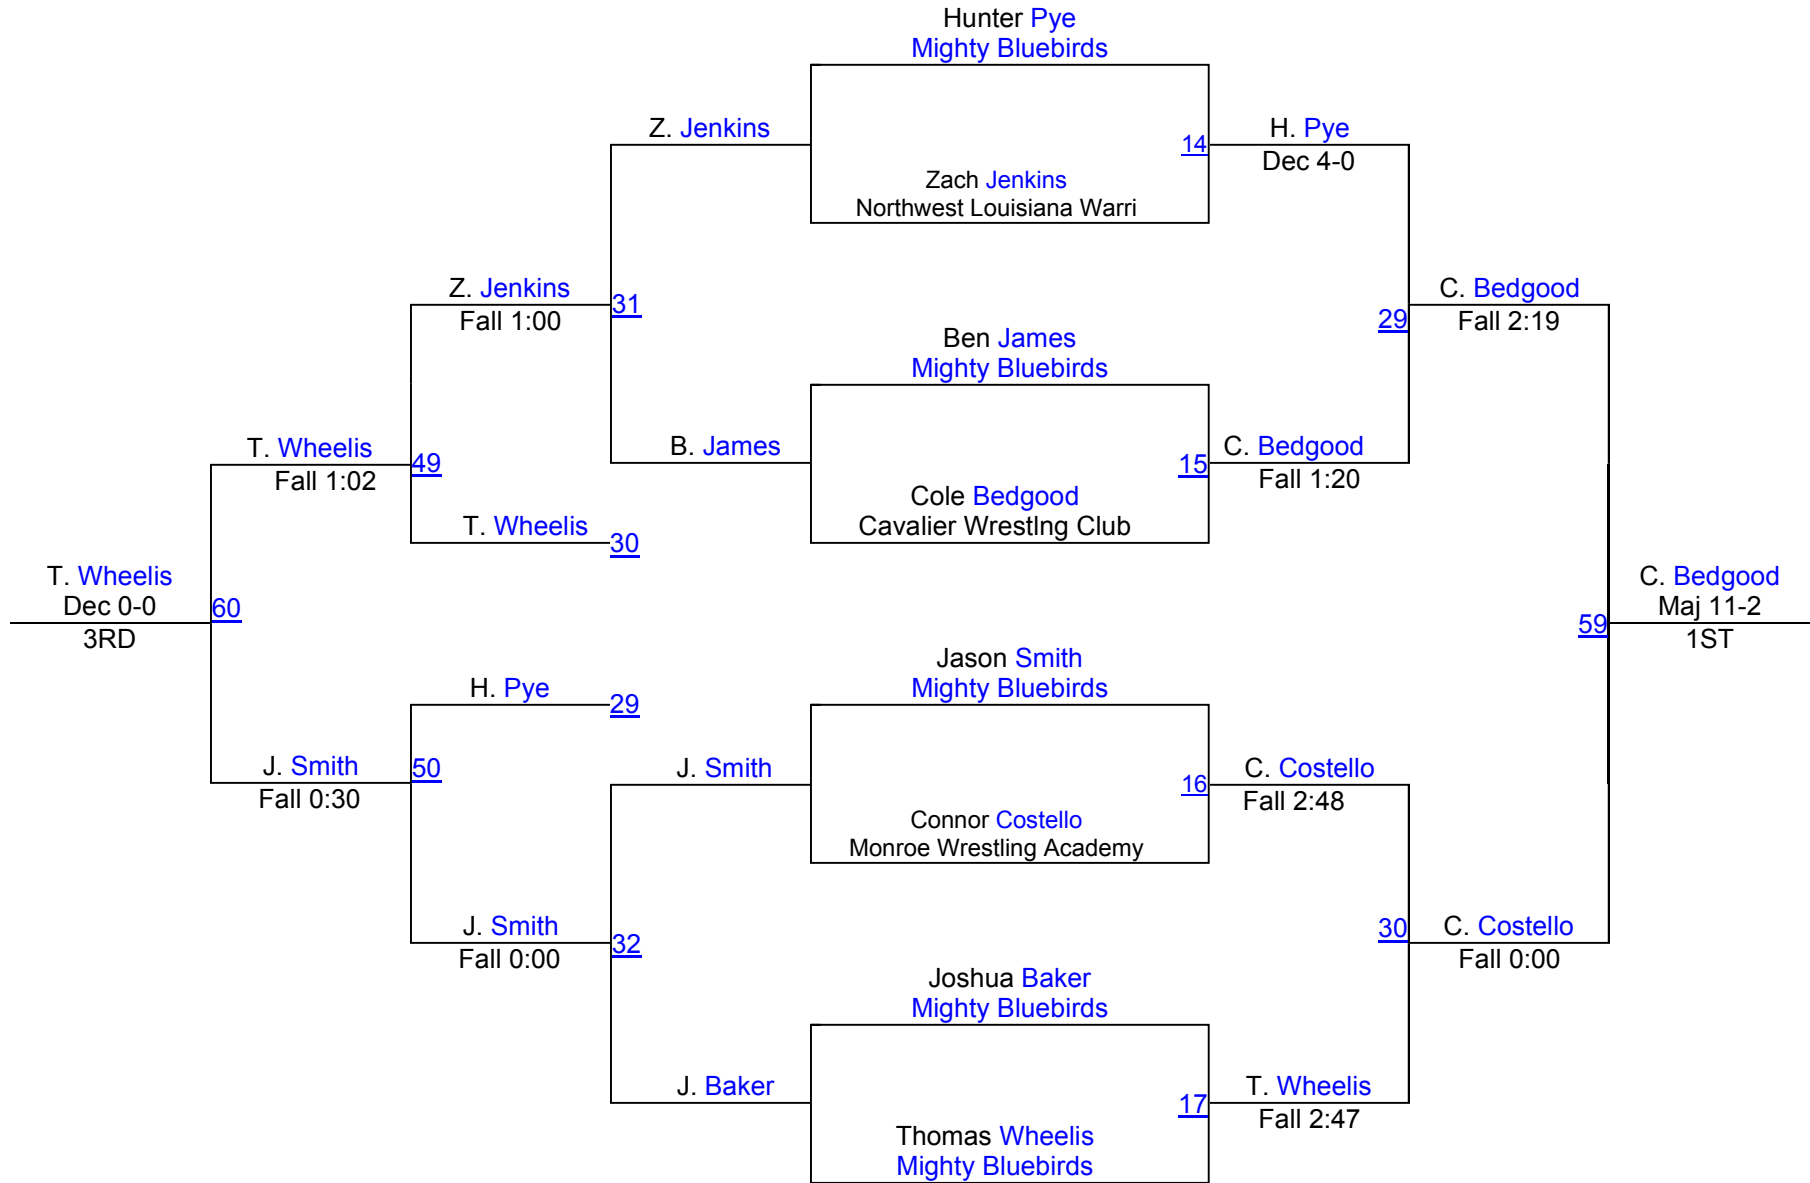 Hunter Pye
Mighty Bluebirds
Z. Jenkins
14
H. Pye
Dec 4-0
Zach Jenkins
Northwest Louisiana Warri
Z. Jenkins
Fall 1:00
31
C. Bedgood
Fall 2:19
29
Ben James
Mighty Bluebirds
T. Wheelis
Fall 1:02
49
B. James
15
C. Bedgood
Fall 1:20
Cole Bedgood
Cavalier Wrestlng Club
T. Wheelis
30
T. Wheelis
Dec 0-0
3RD
60
C. Bedgood
Maj 11-2
1ST
59
Jason Smith
Mighty Bluebirds
H. Pye
29
J. Smith
Fall 0:30
50
J. Smith
16
C. Costello
Fall 2:48
Connor Costello
Monroe Wrestling Academy
J. Smith
Fall 0:00
32
30
C. Costello
Fall 0:00
Joshua Baker
Mighty Bluebirds
J. Baker
17
T. Wheelis
Fall 2:47
Thomas Wheelis
Mighty Bluebirds